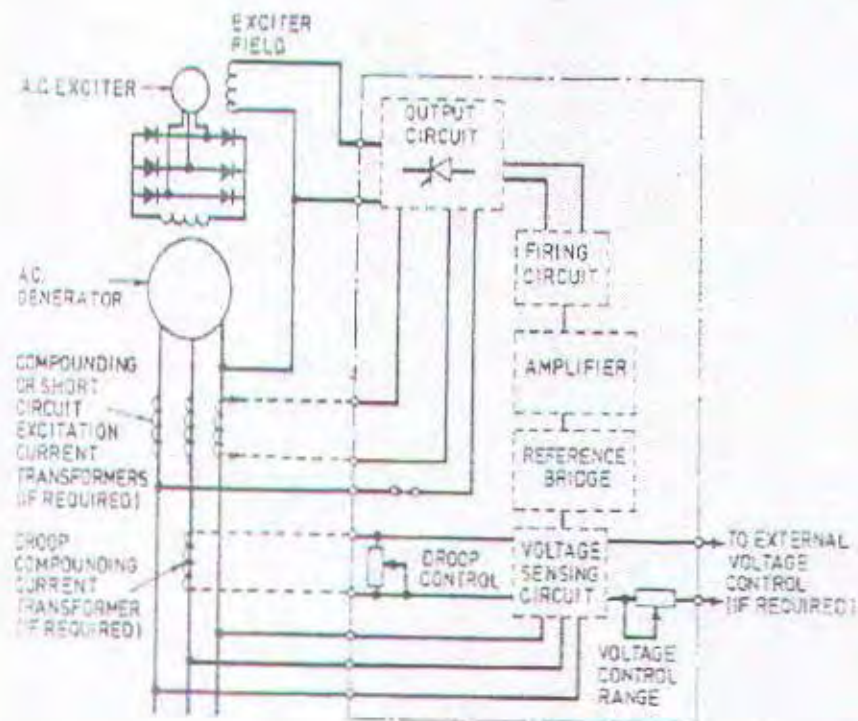 EXCITER
FIELD
A.C. EXCITER
OUTPUT
CIRCUIT
FIRING
CIRCUIT
A.C.
GENERATOR
AMPLIFIER
COMPOUNDING
OR SHORT
CIRCUIT
EXCITATION
CURRENT
TRANSFORMERS
(IF REQUIRED)
REFERENCE
BRIDGE
DROOP
COMPOUNDING
CURRENT
TRANSFORMER
(IF REQUIRED)
DROOP
CONTROL
VOLTAGE
SENSING
CIRCUIT
TO EXTERNAL
VOLTAGE
CONTROL
(IF REQUIRED)
VOLTAGE
CONTROL
RANGE